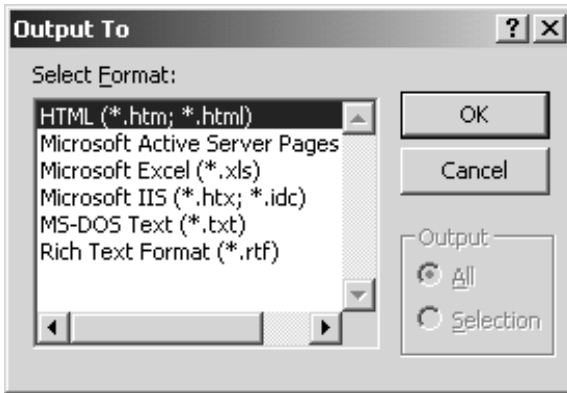 Output To
Select Format:
HTML (*.htm; *.html)
Microsoft Active Server Pages
Microsoft Excel (*.xls)
Microsoft IIS (*.htx; *.idc)
MS-DOS Text (*.txt)
Rich Text Format (*.rtf)
OK
Cancel
Output
All
Selection